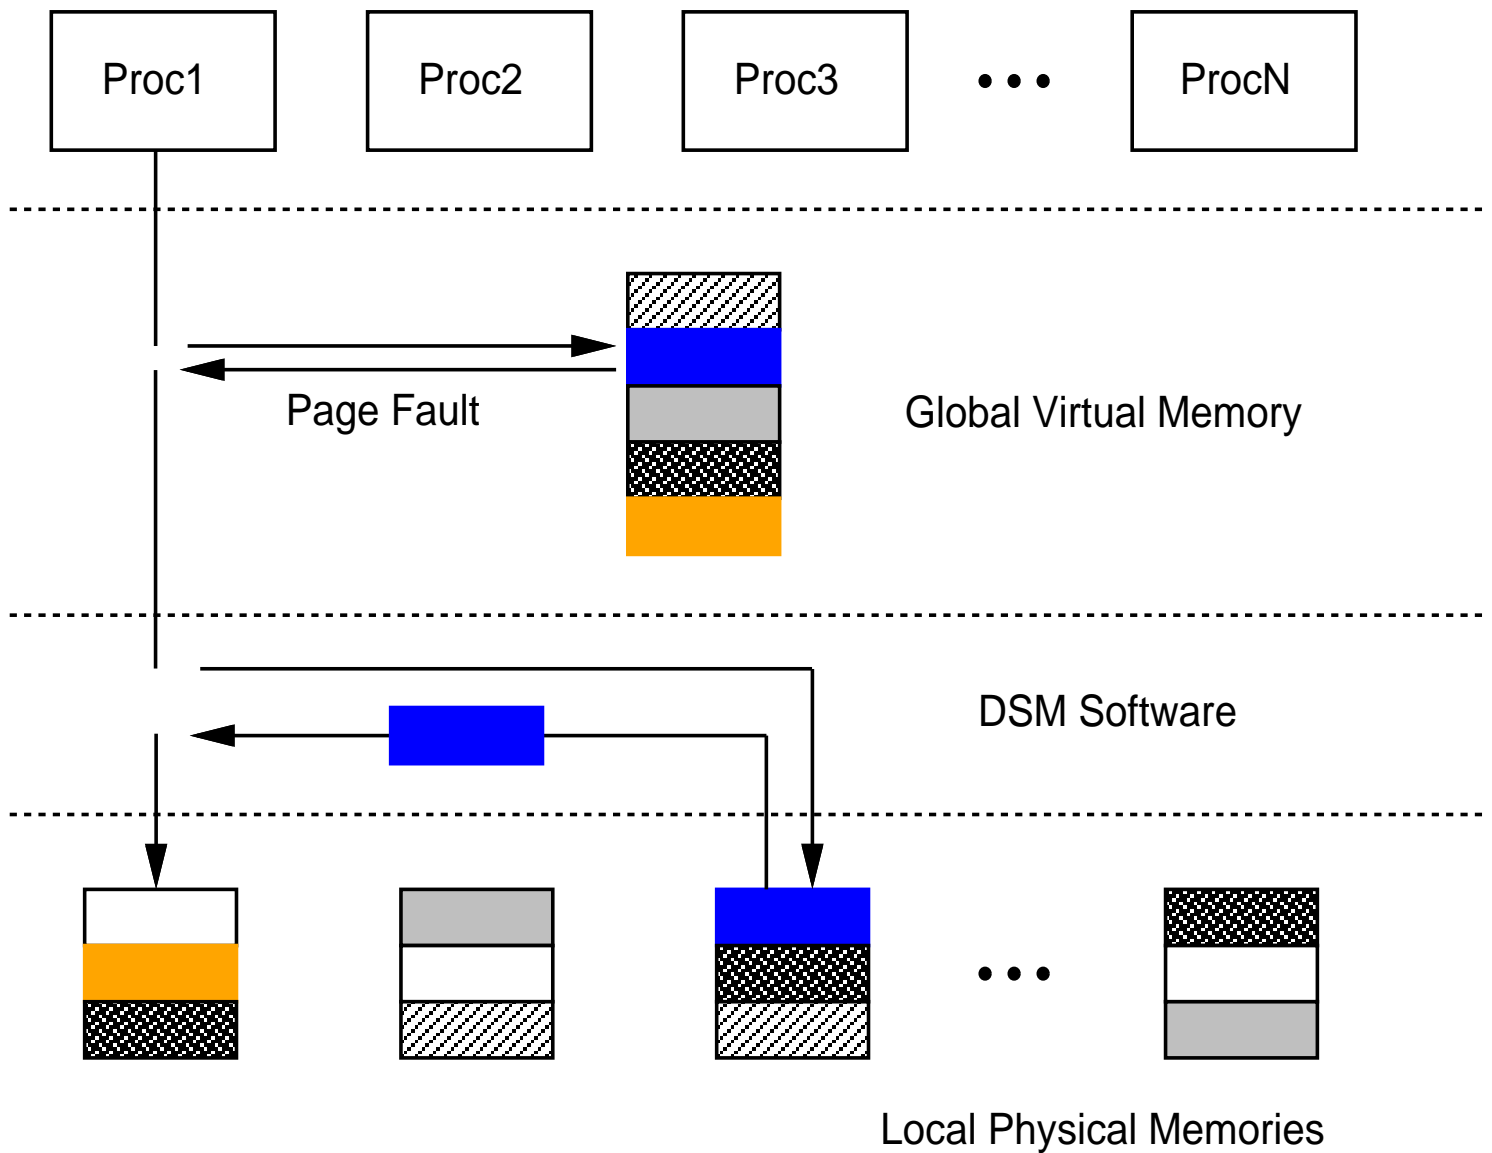 Proc1 Proc2 Proc3 ••• ProcN
Page Fault
Global Virtual Memory
DSM Software
•••
Local Physical Memories